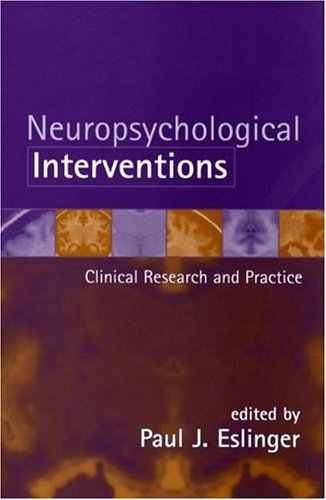 Neuropsychological
Interventions
Clinical Research and Practice
edited by
Paul J. Eslinger